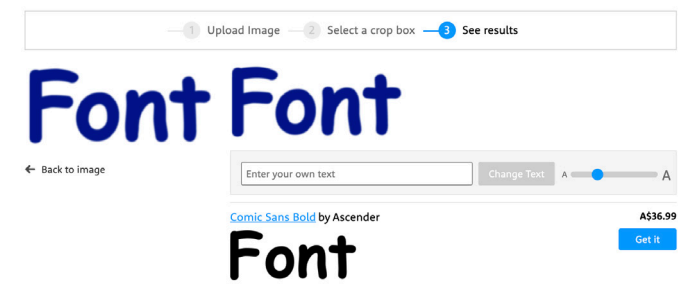 1 Upload Image 2 Select a crop box 3 See results
Font Font
← Back to image
Enter your own text Change Text A A
Comic Sans Bold by Ascender A$36.99
Font Get it